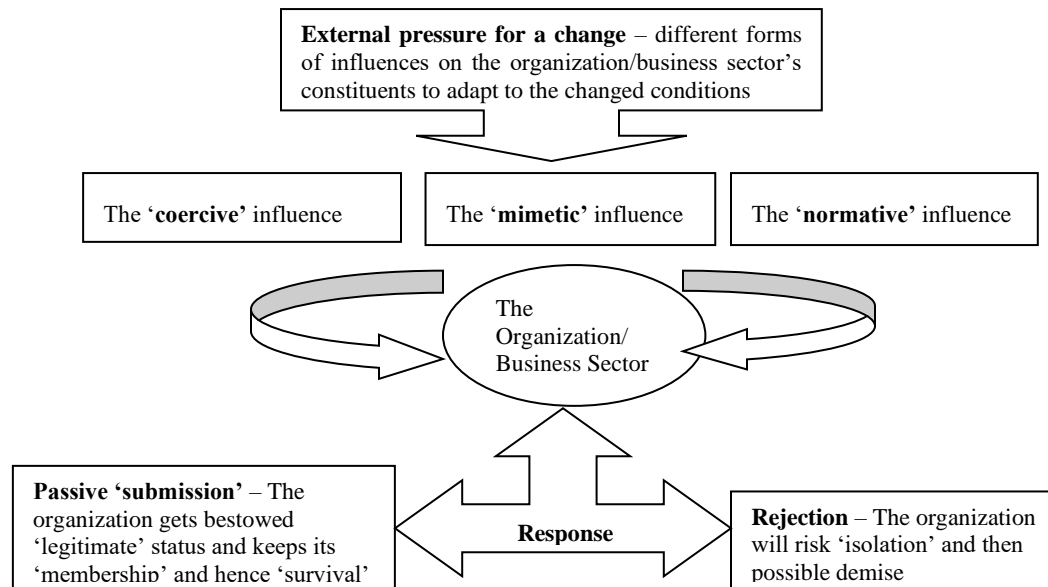 External pressure for a change – different forms
of influences on the organization/business sector's
constituents to adapt to the changed conditions
The ‘coercive’ influence
The ‘mimetic’ influence
The ‘normative’ influence
The
Organization/
Business Sector
Passive ‘submission’ – The
organization gets bestowed
‘legitimate’ status and keeps its
‘membership’ and hence ‘survival’
Response
Rejection – The organization
will risk ‘isolation’ and then
possible demise